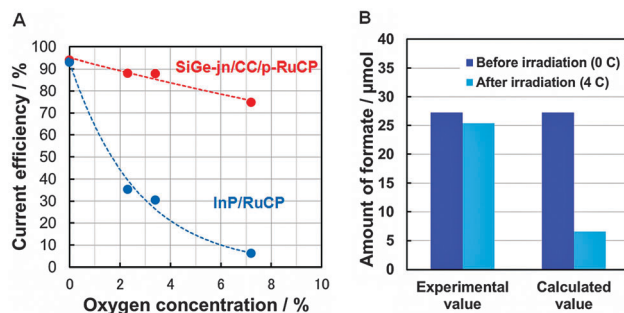 A
Current efficiency / %
100
90
80
70
60
50
40
30
20
10
0
SiGe-jn/CC/p-RuCP
InP/RuCP
0 2 4 6 8 10
Oxygen concentration / %
B
Amount of formate / µmol
40
35
30
25
20
15
10
5
0
Before irradiation (0 C)
After irradiation (4 C)
Experimental
value
Calculated
value